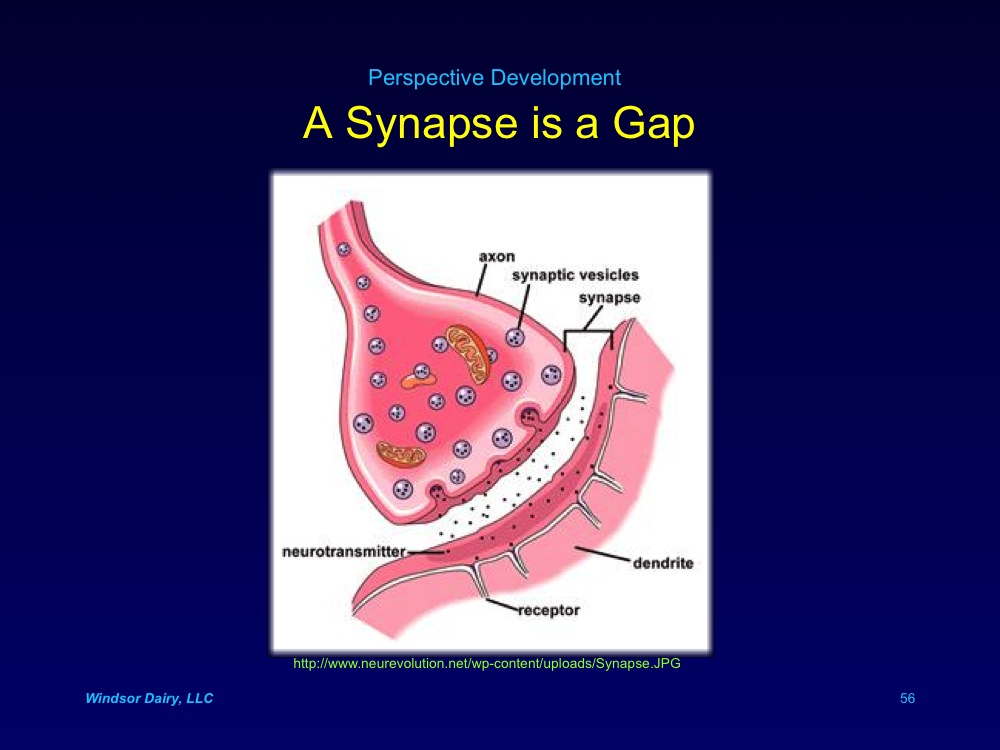 Perspective Development
A Synapse is a Gap
axon
synaptic vesicles
synapse
neurotransmitter
dendrite
receptor
http://www.neurevolution.net/wp-content/uploads/Synapse.JPG
Windsor Dairy, LLC
56